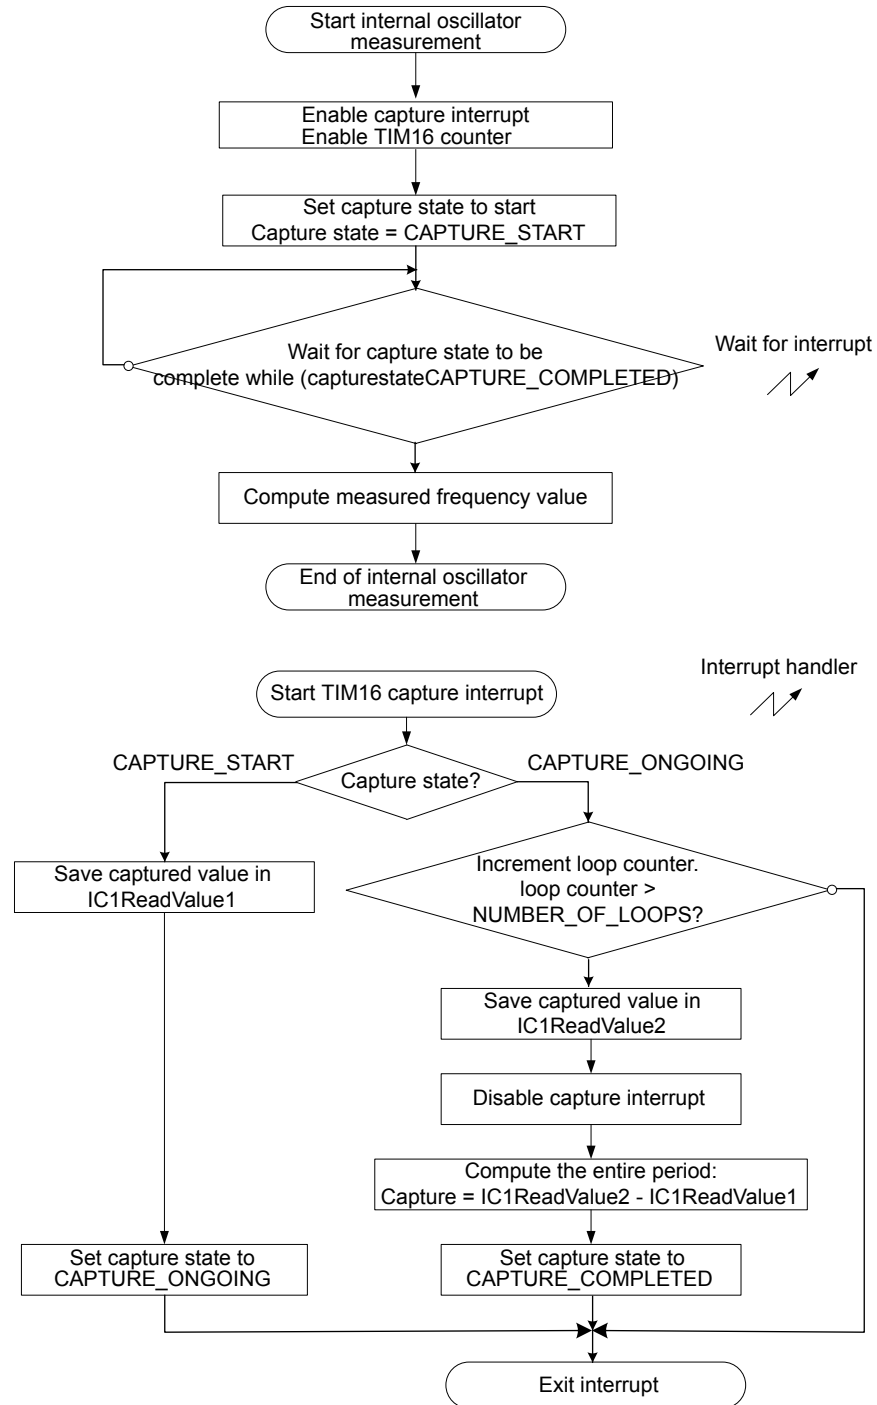 Start internal oscillator
measurement
Enable capture interrupt
Enable TIM16 counter
Set capture state to start
Capture state = CAPTURE_START
Wait for capture state to be
complete while (capturestateCAPTURE_COMPLETED)
Wait for interrupt
Compute measured frequency value
End of internal oscillator
measurement
Interrupt handler
Start TIM16 capture interrupt
CAPTURE_START
Capture state?
CAPTURE_ONGOING
Save captured value in
IC1ReadValue1
Increment loop counter.
loop counter >
NUMBER_OF_LOOPS?
Save captured value in
IC1ReadValue2
Disable capture interrupt
Compute the entire period:
Capture = IC1ReadValue2 - IC1ReadValue1
Set capture state to
CAPTURE_ONGOING
Set capture state to
CAPTURE_COMPLETED
Exit interrupt